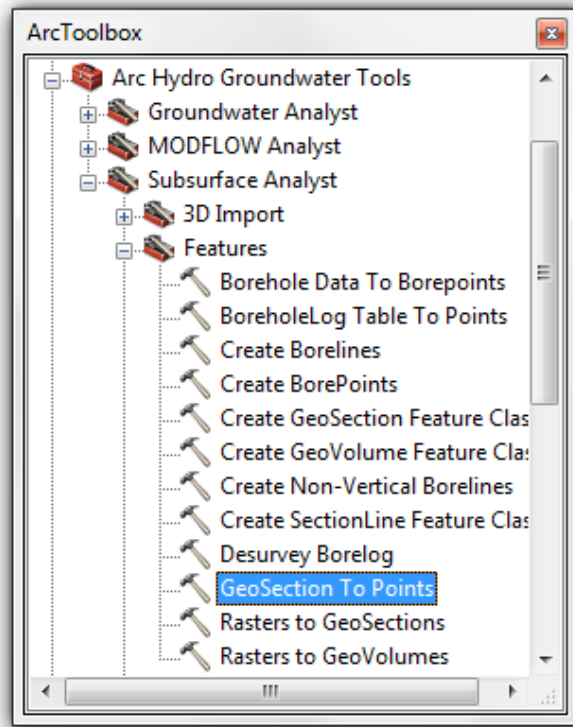 ArcToolbox
Arc Hydro Groundwater Tools
Groundwater Analyst
MODFLOW Analyst
Subsurface Analyst
3D Import
Features
Borehole Data To Borepoints
BoreholeLog Table To Points
Create Borelines
Create BorePoints
Create GeoSection Feature Clas
Create GeoVolume Feature Clas
Create Non-Vertical Borelines
Create SectionLine Feature Clas
Desurvey Borelog
GeoSection To Points
Rasters to GeoSections
Rasters to GeoVolumes